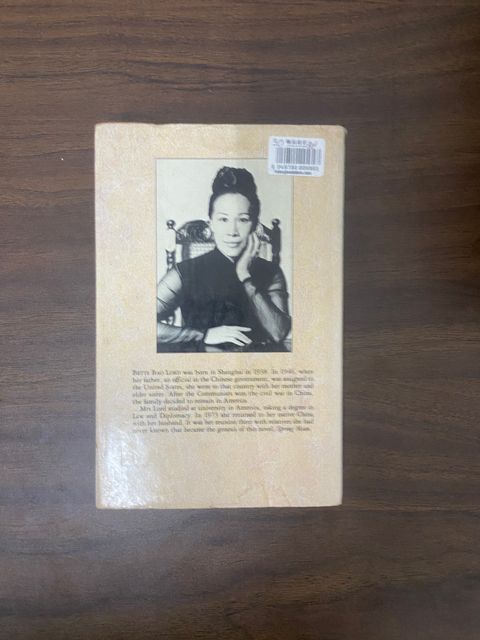 BETTE BAO LORD was born in Shanghai in 1938. In 1946, when
her father, an official in the Chinese government, was assigned to
the United States, she went to that country with her mother and
elder sister. After the Communists won the civil war in China,
the family decided to remain in America.
Mrs Lord studied at university in America, taking a degree in
Law and Diplomacy. In 1973 she returned to her native China,
with her husband. It was her reunion there with relatives she had
never known that became the genesis of this novel, Spring Moon.